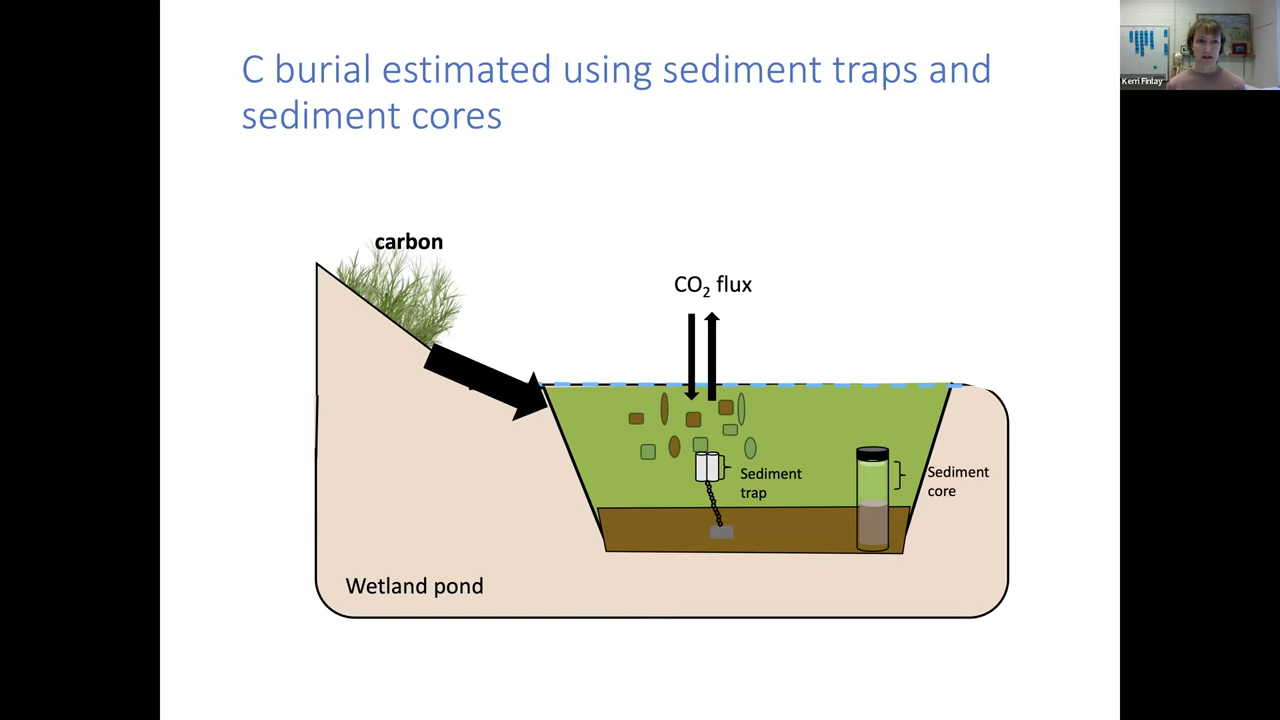 C burial estimated using sediment traps and
sediment cores
Kerri Finlay
carbon
CO₂ flux
Sediment
trap
Sediment
core
Wetland pond